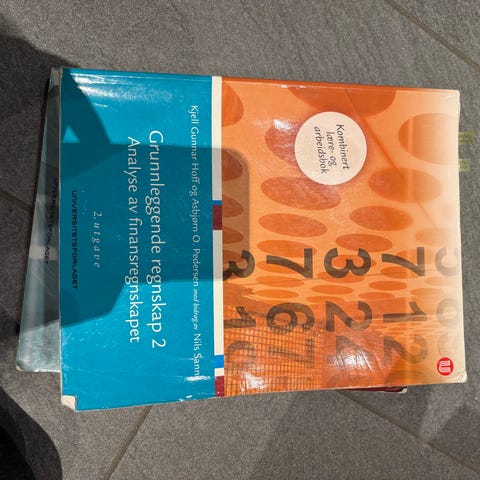 Kombinert
lære- og
arbeidsbok
Kjell Gunnar Hoff og Asbjørn O. Pedersen med bidrag av Nils
Grunnleggende regnskap 2
Analyse av finansregnskapet
2. utgave
UNIVERSITETSFORLAGET